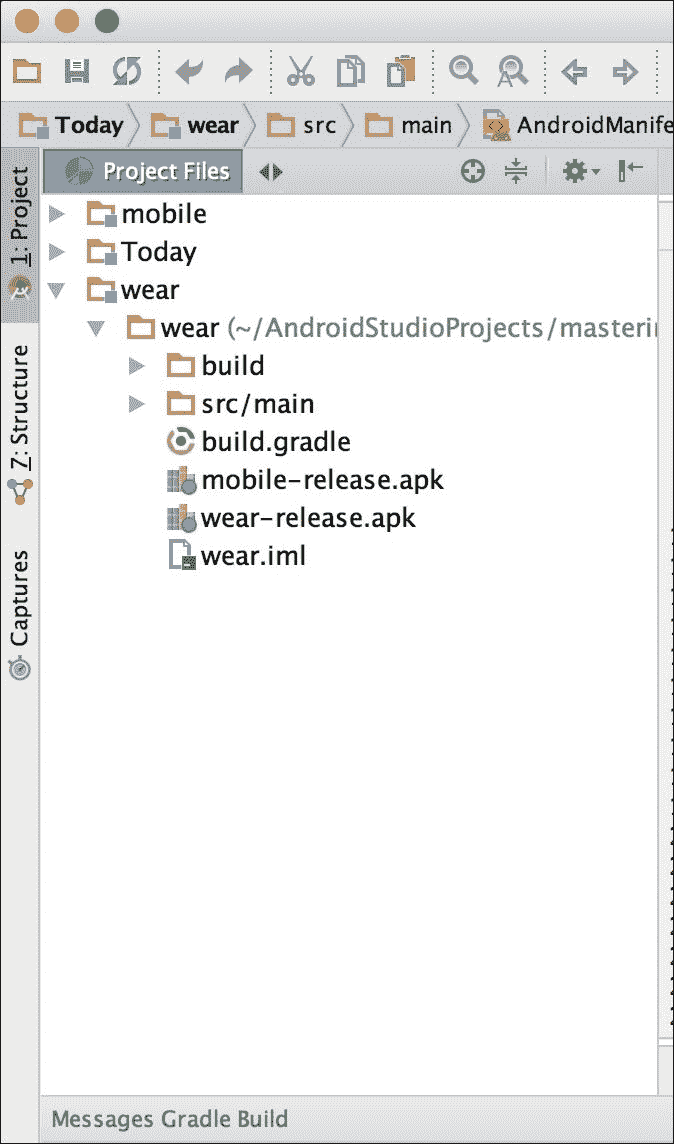 Today wear src main AndroidManife
1: Project
Project Files
mobile
Today
wear
wear (~/AndroidStudioProjects/masterin
build
src/main
build.gradle
mobile-release.apk
wear-release.apk
wear.iml
7: Structure
Captures
Messages Gradle Build